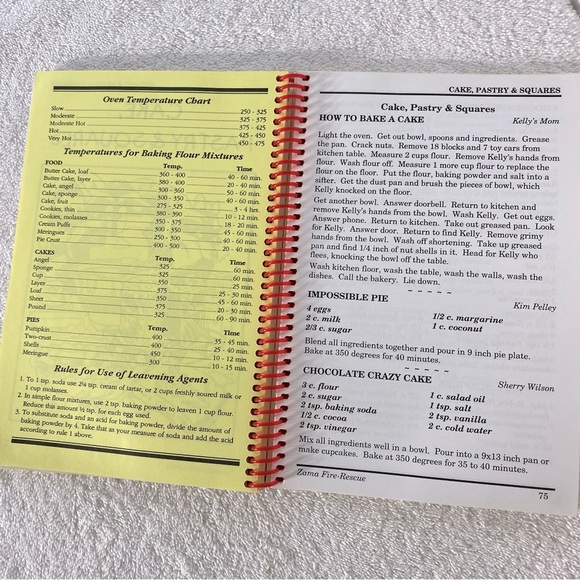 Oven Temperature Chart
Slow 250 - 325
Moderate 325 - 375
Moderate Hot 375 - 425
Hot 425 - 450
Very Hot 450 - 475
Temperatures for Baking Flour Mixtures
FOOD Temp. Time
Butter Cake, loaf 360 - 400 40 - 60 min.
Butter Cake, layer 380 - 400 20 - 40 min.
Cake, angel 300 - 360 50 - 60 min.
Cake, sponge 300 - 350 40 - 60 min.
Cake, fruit 275 - 325 3 - 4 hrs.
Cookies, thin 380 - 390 10 - 12 min.
Cookies, molasses 350 - 375 18 - 20 min.
Cream Puffs 300 - 350 45 - 60 min.
Meringues 250 - 300 40 - 60 min.
Pie Crust 400 - 500 20 - 40 min.
CAKES Temp. Time
Angel 325 60 min.
Sponge 325 60 min.
Cup 350 25 min.
Layer 375 25 - 30 min.
Loaf 350 45 - 60 min.
Sheet 375 20 - 30 min.
Pound 325 60 - 90 min.
PIES Temp. Time
Pumpkin 400 35 - 45 min.
Two-crust 400 25 - 40 min.
Shells 450 10 - 12 min.
Meringue 300 10 - 15 min.
Rules for Use of Leavening Agents
1. To 1 tsp. soda use 2¼ tsp. cream of tartar, or 2 cups freshly soured milk or
1 cup molasses.
2. In simple flour mixtures, use 2 tsp. baking powder to leaven 1 cup flour.
Reduce this amount ½ tsp. for each egg used.
3. To substitute soda and an acid for baking powder, divide the amount of
baking powder by 4. Take that as your measure of soda and add the acid
according to rule 1 above.
CAKE, PASTRY & SQUARES
Cake, Pastry & Squares
HOW TO BAKE A CAKE Kelly's Mom
Light the oven. Get out bowl, spoons and ingredients. Grease
the pan. Crack nuts. Remove 18 blocks and 7 toy cars from
kitchen table. Measure 2 cups flour. Remove Kelly's hands from
flour. Wash flour off. Measure 1 more cup flour to replace the
flour on the floor. Put the flour, baking powder and salt into a
sifter. Get the dust pan and brush the pieces of bowl, which
Kelly knocked on the floor.
Get another bowl. Answer doorbell. Return to kitchen and
remove Kelly's hands from the bowl. Wash Kelly. Get out eggs.
Answer phone. Return to kitchen. Take out greased pan. Look
for Kelly. Answer door. Return to find Kelly. Remove grimy
hands from the bowl. Wash off shortening. Take up greased
pan and find 1/4 inch of nut shells in it. Head for Kelly who
flees, knocking the bowl off the table.
Wash kitchen floor, wash the table, wash the walls, wash the
dishes. Call the bakery. Lie down.
- - - - -
IMPOSSIBLE PIE Kim Pelley
4 eggs 1/2 c. margarine
2 c. milk 1 c. coconut
2/3 c. sugar
Blend all ingredients together and pour in 9 inch pie plate.
Bake at 350 degrees for 40 minutes.
- - - - -
CHOCOLATE CRAZY CAKE Sherry Wilson
3 c. flour 1 c. salad oil
2 c. sugar 1 tsp. salt
2 tsp. baking soda 2 tsp. vanilla
1/2 c. cocoa 2 c. cold water
2 tsp. vinegar
Mix all ingredients well in a bowl. Pour into a 9x13 inch pan or
make cupcakes. Bake at 350 degrees for 35 to 40 minutes.
Zama Fire-Rescue
75